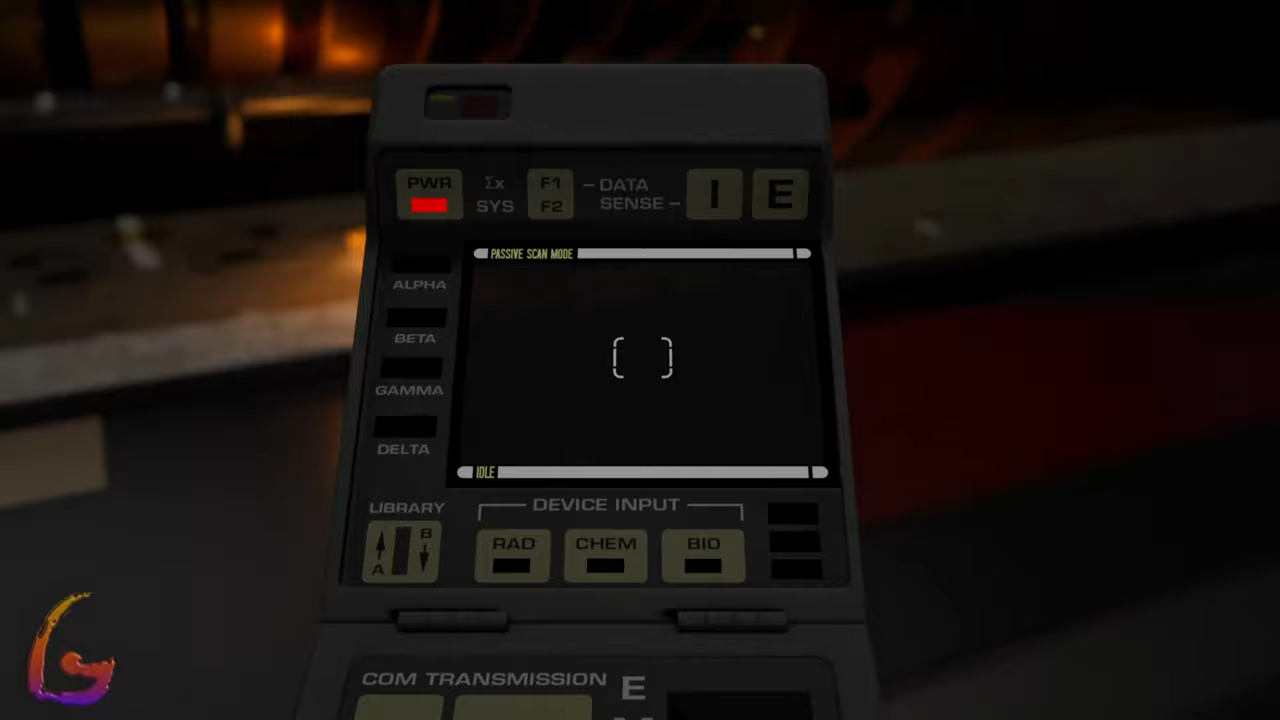 PWR
Σx
SYS
F1
F2
– DATA
SENSE –
I
E
PASSIVE SCAN MODE
ALPHA
BETA
GAMMA
DELTA
IDLE
LIBRARY
A
B
DEVICE INPUT
RAD
CHEM
BIO
COM TRANSMISSION
E